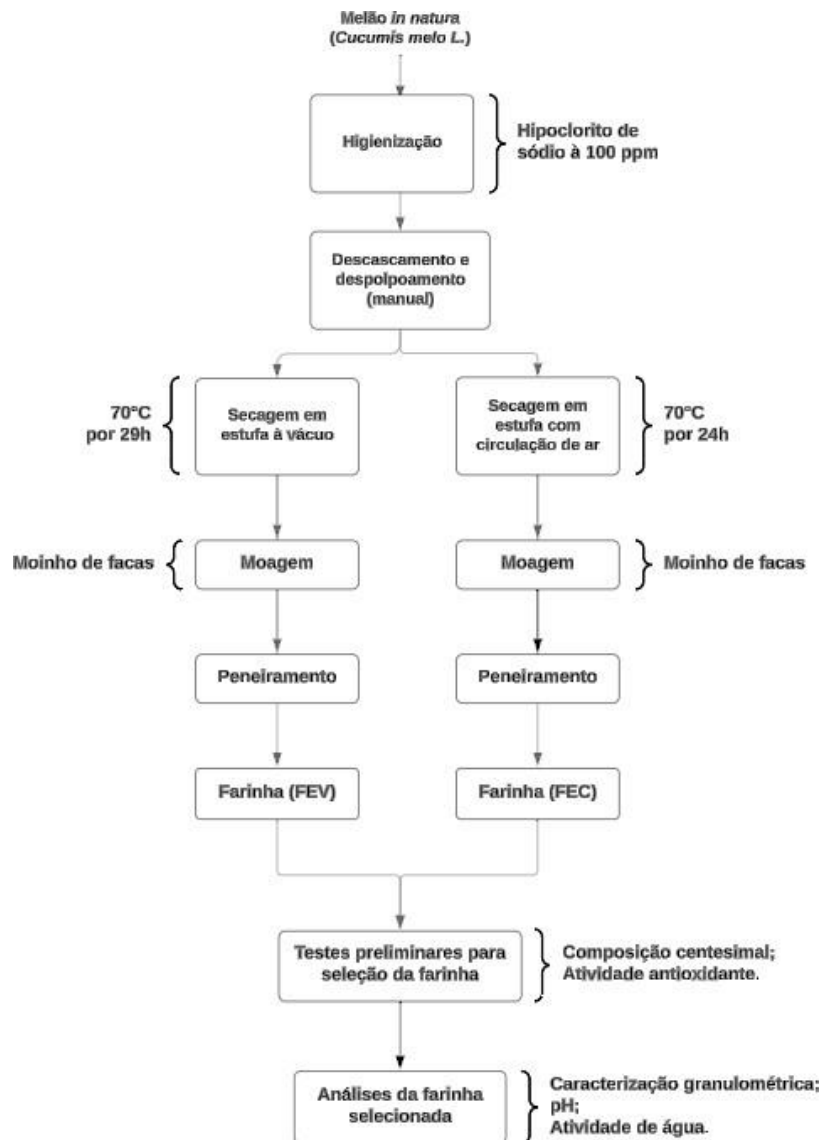 Melão in natura
(Cucumis melo L.)
Higienização
Hipoclorito de
sódio à 100 ppm
Descascamento e
despolpoamento
(manual)
70°C
por 29h
Secagem em
estufa à vácuo
Secagem em
estufa com
circulação de ar
70°C
por 24h
Moinho de facas
Moagem
Moagem
Moinho de facas
Peneiramento
Peneiramento
Farinha (FEV)
Farinha (FEC)
Testes preliminares para
seleção da farinha
Composição centesimal;
Atividade antioxidante.
Análises da farinha
selecionada
Caracterização granulométrica;
pH;
Atividade de água.